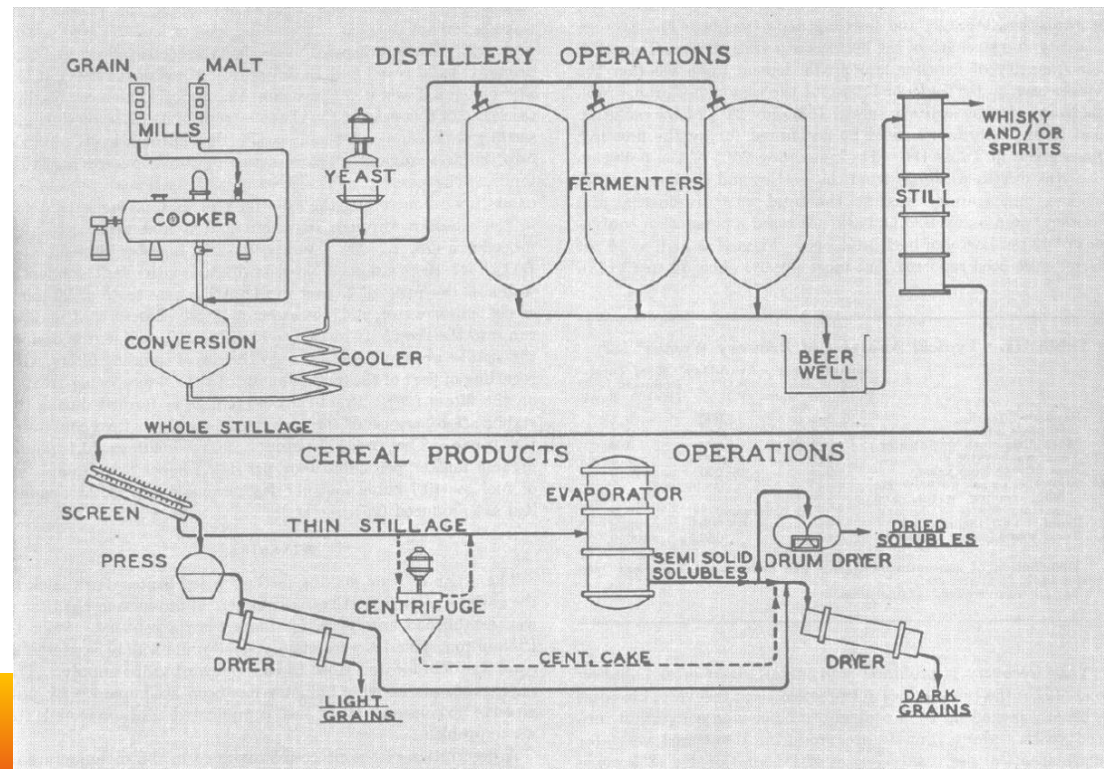 DISTILLERY OPERATIONS
GRAIN
MALT
MILLS
COOKER
CONVERSION
YEAST
COOLER
FERMENTERS
BEER
WELL
STILL
WHISKY
AND/OR
SPIRITS
WHOLE STILLAGE
CEREAL PRODUCTS OPERATIONS
SCREEN
PRESS
DRYER
LIGHT
GRAINS
THIN STILLAGE
CENTRIFUGE
CENT. CAKE
EVAPORATOR
SEMI SOLID
SOLUBLES
DRUM DRYER
DRIED
SOLUBLES
DRYER
DARK
GRAINS